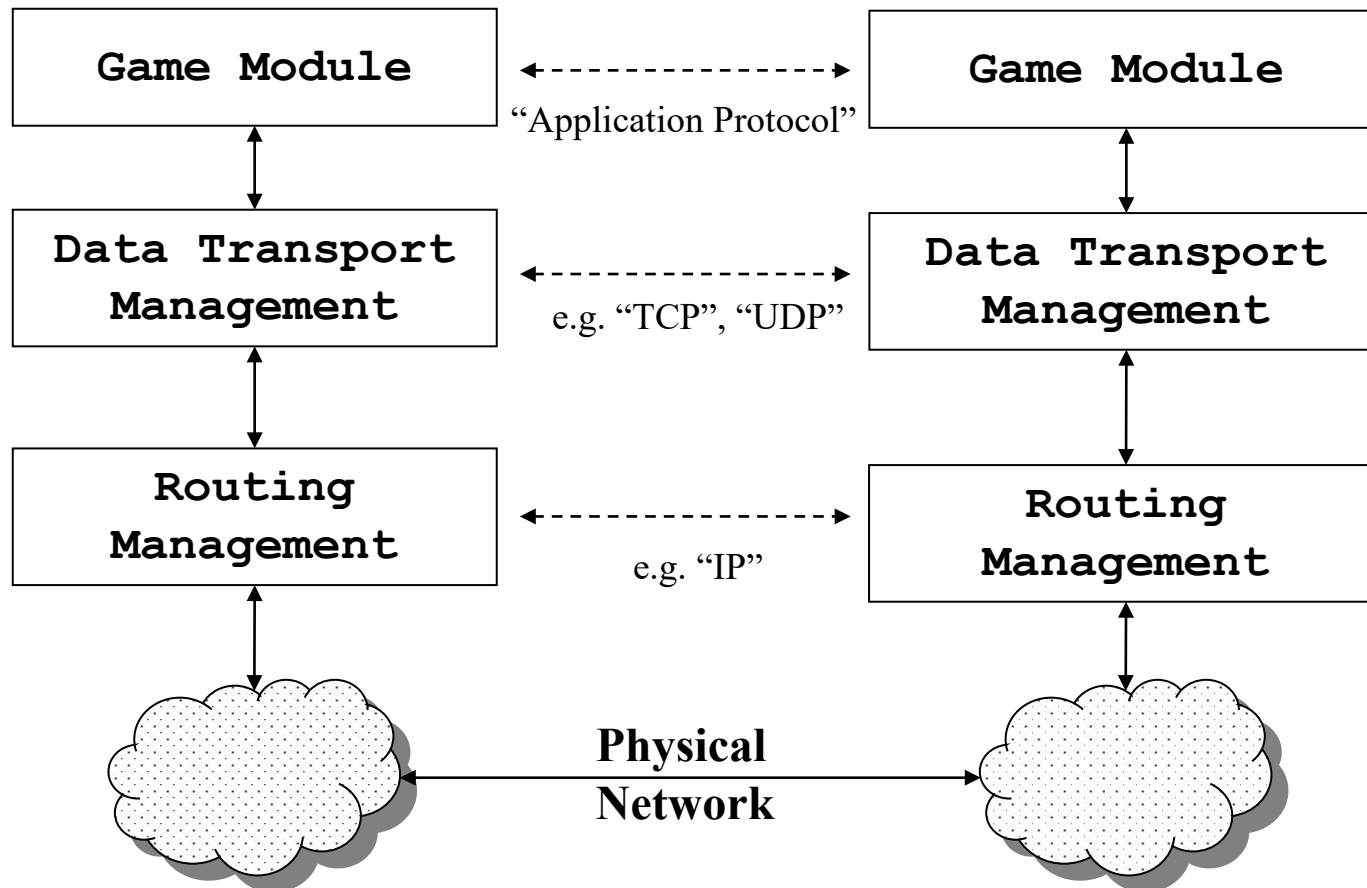 Game Module
Game Module
“Application Protocol”
Data Transport
Management
e.g. “TCP”, “UDP”
Data Transport
Management
Routing
Management
e.g. “IP”
Routing
Management
Physical
Network